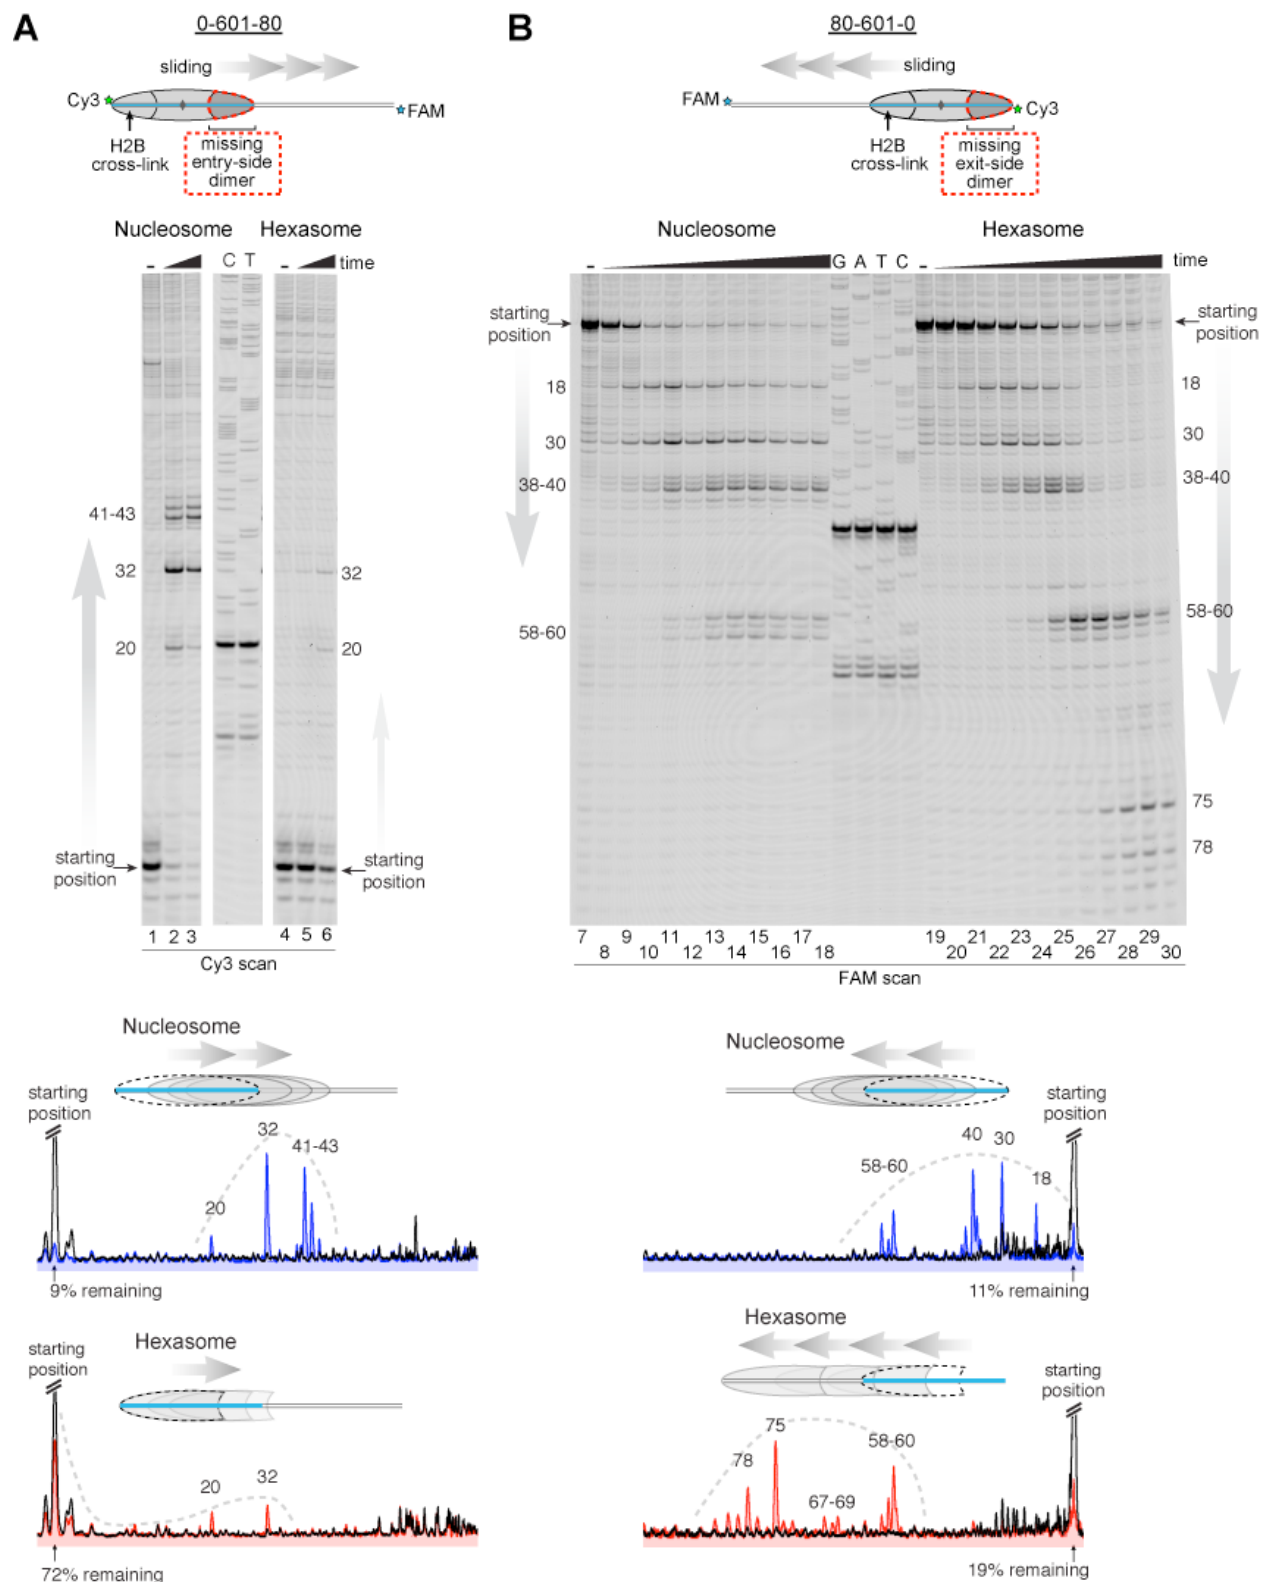 A
0-601-80
sliding
Cy3
FAM
H2B
cross-link
missing
entry-side
dimer
Nucleosome
Hexasome
- C T - time
41-43
32
20
32
20
starting
position
starting
position
1 2 3 4 5 6
Cy3 scan
B
80-601-0
sliding
FAM
Cy3
H2B
cross-link
missing
exit-side
dimer
Nucleosome
Hexasome
- G A T C - time
starting
position
18
30
38-40
58-60
starting
position
18
30
38-40
58-60
75
78
7 9 11 13 15 17 19 21 23 25 27 29
8 10 12 14 16 18 20 22 24 26 28 30
FAM scan
Nucleosome
starting
position
32
41-43
20
9% remaining
Hexasome
starting
position
20
32
72% remaining
Nucleosome
starting
position
58-60
40
30
18
11% remaining
Hexasome
starting
position
78
75
67-69
58-60
19% remaining